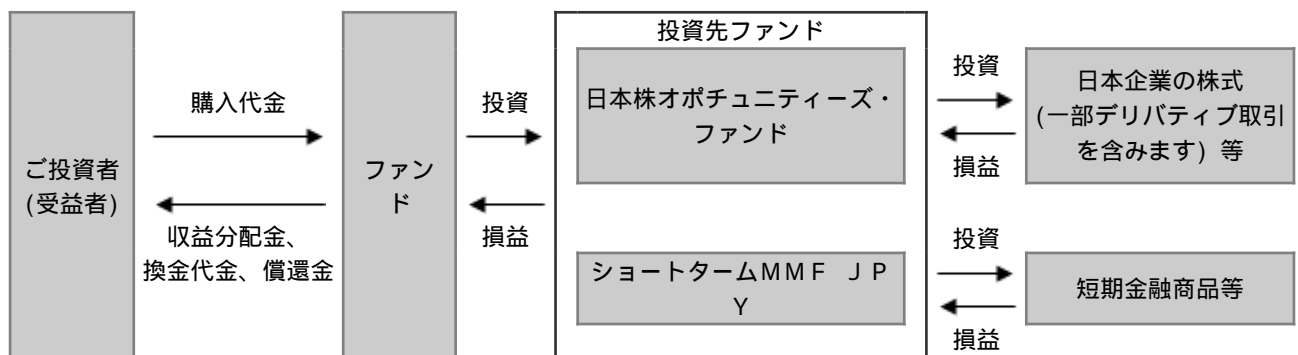 ご投資者
(受益者)
購入代金
収益分配金、
換金代金、償還金
ファン
ド
投資
損益
投資先ファンド
日本株オポチュニティーズ・
ファンド
ショートタームＭＭＦ　ＪＰ
Ｙ
投資
損益
日本企業の株式
(一部デリバティブ取引
を含みます) 等
投資
損益
短期金融商品等